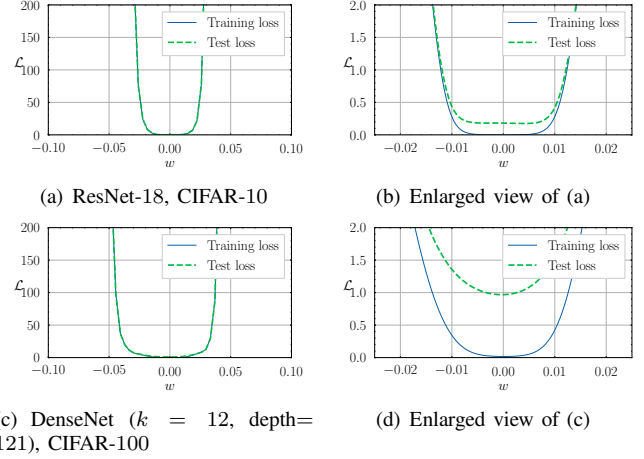 200
150
100
50
0
ℒ
Training loss
Test loss
−0.10 −0.05 0.00 0.05 0.10
w
2.0
1.5
1.0
0.5
0.0
ℒ
Training loss
Test loss
−0.02 −0.01 0.00 0.01 0.02
w
(a) ResNet-18, CIFAR-10
(b) Enlarged view of (a)
200
150
100
50
0
ℒ
Training loss
Test loss
−0.10 −0.05 0.00 0.05 0.10
w
2.0
1.5
1.0
0.5
0.0
ℒ
Training loss
Test loss
−0.02 −0.01 0.00 0.01 0.02
w
(c) DenseNet (k = 12, depth=
121), CIFAR-100
(d) Enlarged view of (c)